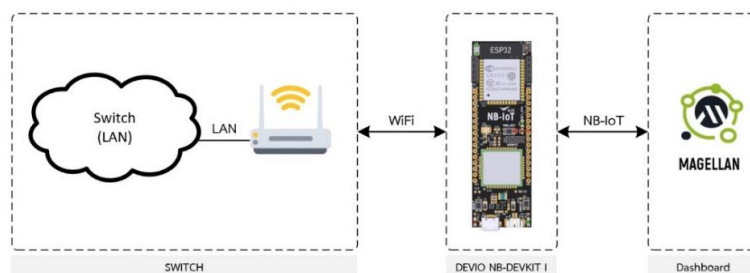 Switch
(LAN)
LAN
WiFi
ESP32
NB-IoT
NB-IoT
MAGELLAN
SWITCH
DEVIO NB-DEVKIT I
Dashboard